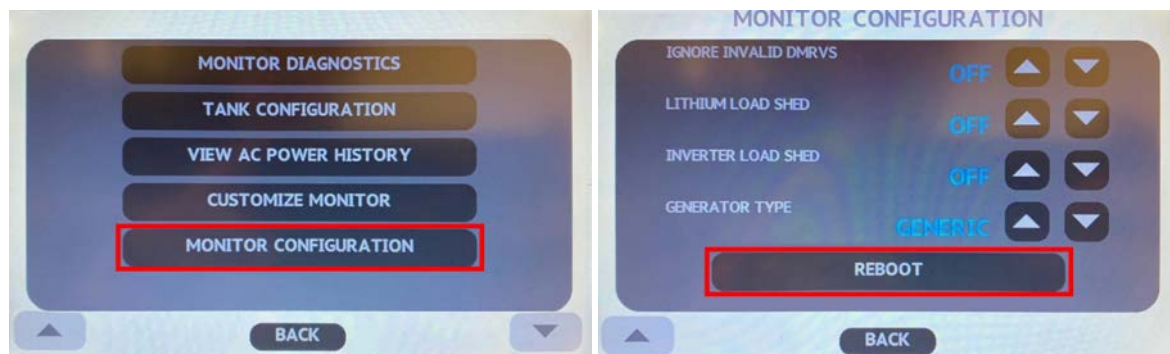 MONITOR DIAGNOSTICS
TANK CONFIGURATION
VIEW AC POWER HISTORY
CUSTOMIZE MONITOR
MONITOR CONFIGURATION
BACK
MONITOR CONFIGURATION
IGNORE INVALID DMRVS
OFF
LITHIUM LOAD SHED
OFF
INVERTER LOAD SHED
OFF
GENERATOR TYPE
GENERIC
REBOOT
BACK